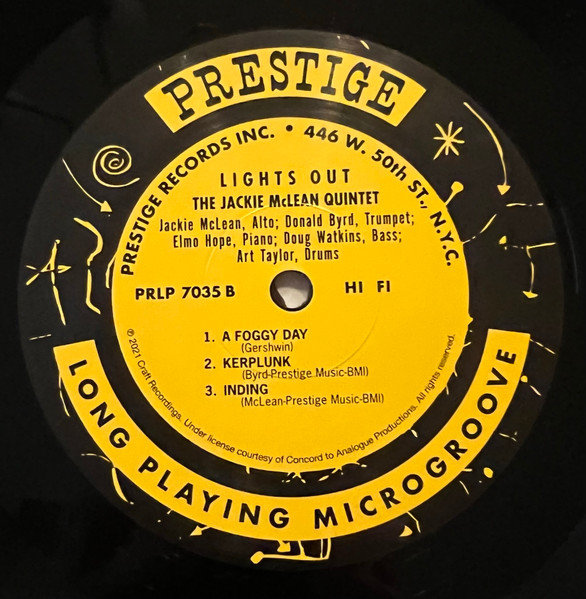 PRESTIGE
PRESTIGE RECORDS INC. • 446 W. 50th ST., N.Y.C.
LIGHTS OUT
THE JACKIE McLEAN QUINTET
Jackie McLean, Alto; Donald Byrd, Trumpet;
Elmo Hope, Piano; Doug Watkins, Bass;
Art Taylor, Drums
PRLP 7035 B HI FI
1. A FOGGY DAY
(Gershwin)
2. KERPLUNK
(Byrd-Prestige Music-BMI)
3. INDING
(McLean-Prestige Music-BMI)
℗ 2021 Craft Recordings. Under license courtesy of Concord to Analogue Productions. All rights reserved.
LONG PLAYING MICROGROOVE